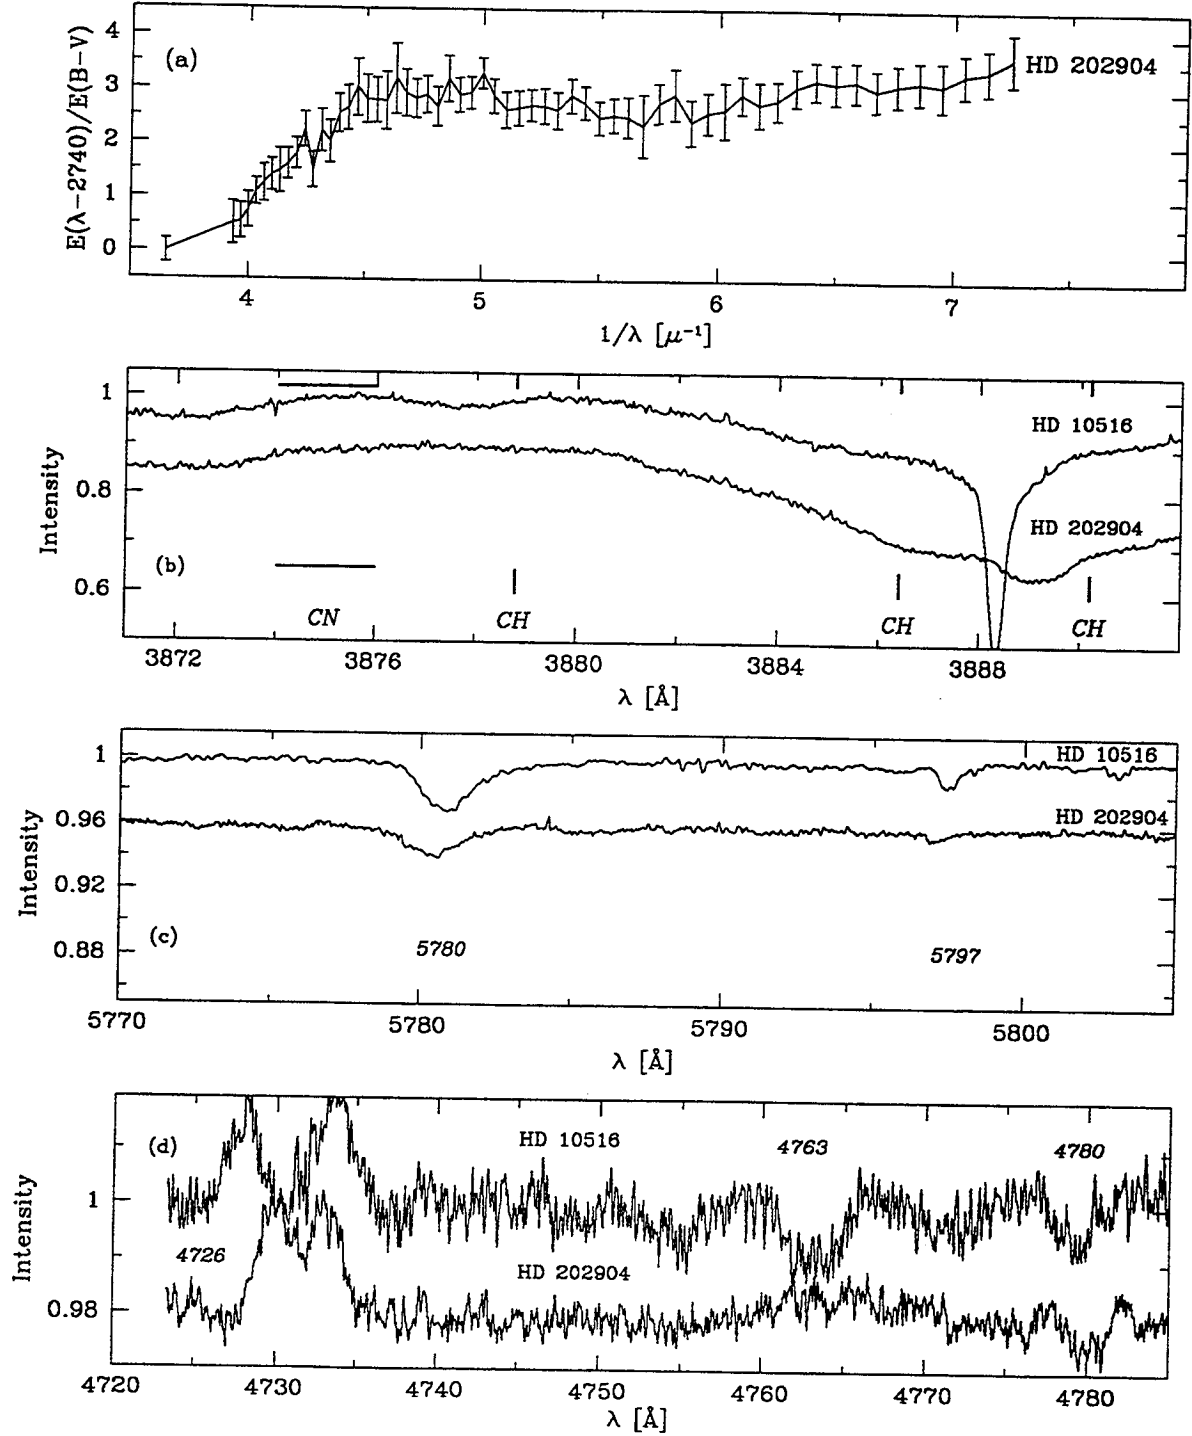 (a)
HD 202904
E(λ−2740)/E(B−V)
4
3
2
1
0
4 5 6 7
1/λ [μ⁻¹]
1
HD 10516
0.8
HD 202904
Intensity
(b)
0.6
CN CH CH CH
3872 3876 3880 3884 3888
λ [Å]
1
HD 10516
0.96
HD 202904
Intensity
0.92
(c)
0.88
5780 5797
5770 5780 5790 5800
λ [Å]
(d)
HD 10516 4763 4780
1
Intensity
4726
HD 202904
0.98
4720 4730 4740 4750 4760 4770 4780
λ [Å]